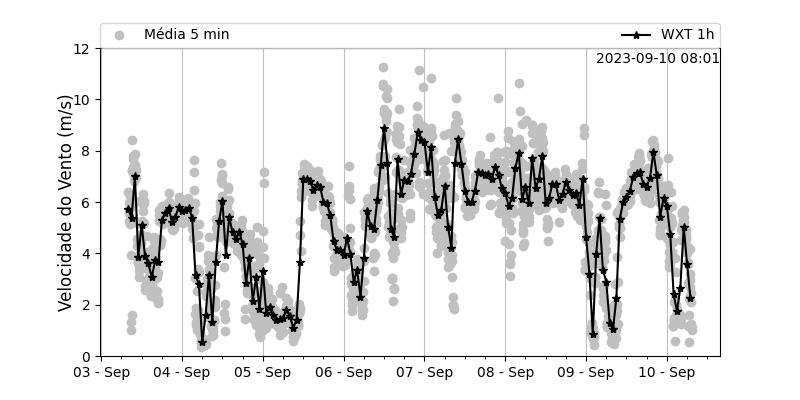 Média 5 min
WXT 1h
2023-09-10 08:01
Velocidade do Vento (m/s)
12
10
8
6
4
2
0
03 - Sep
04 - Sep
05 - Sep
06 - Sep
07 - Sep
08 - Sep
09 - Sep
10 - Sep